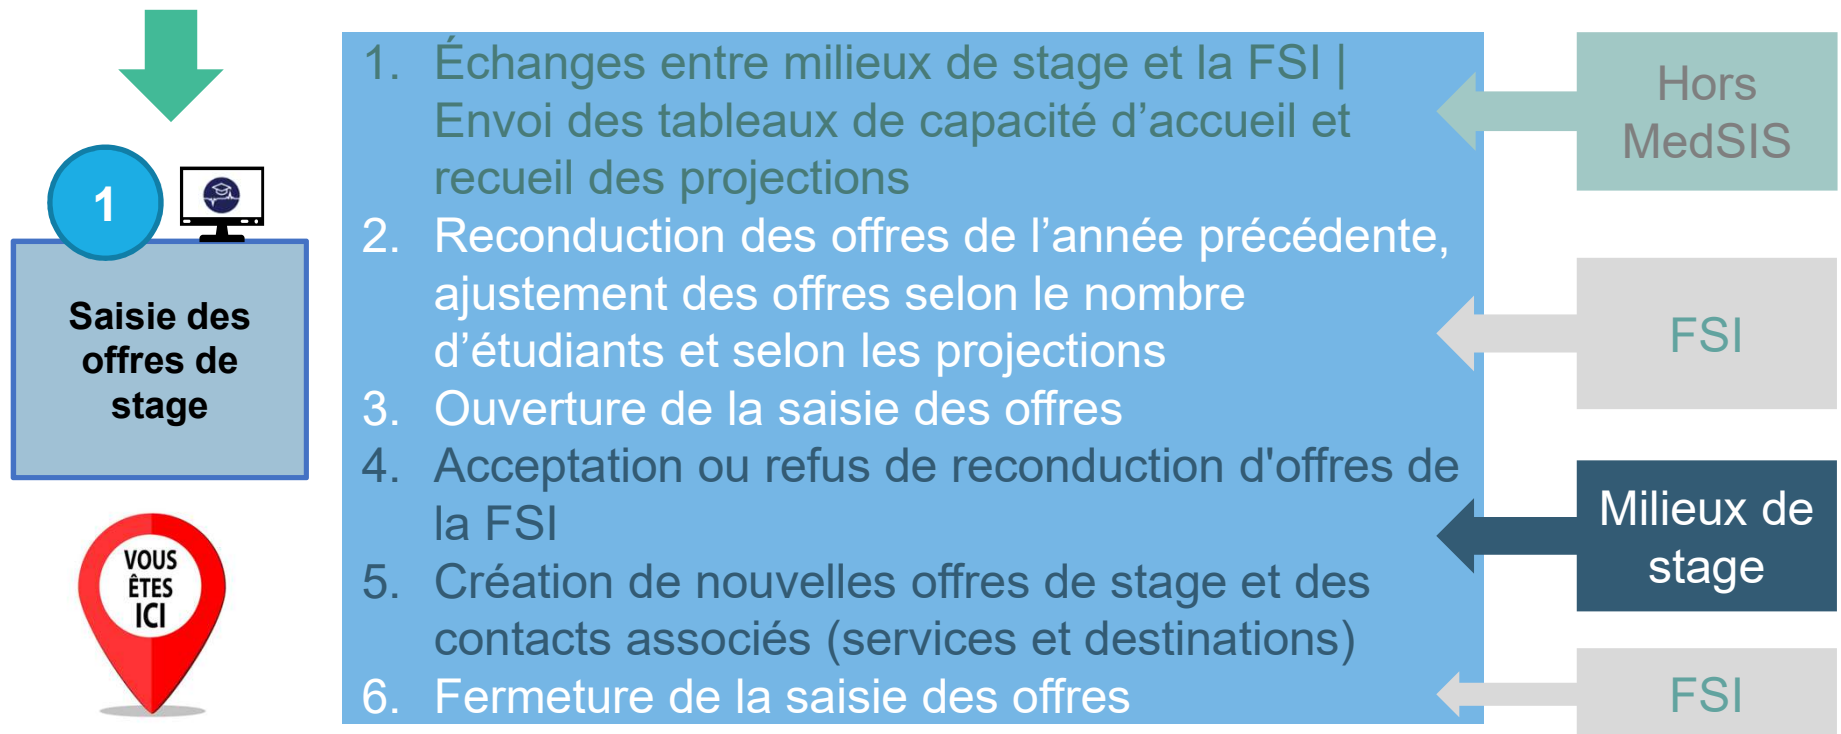 1
Saisie des
offres de
stage
VOUS
ÊTES
ICI
1. Échanges entre milieux de stage et la FSI |
Envoi des tableaux de capacité d’accueil et
recueil des projections
2. Reconduction des offres de l’année précédente,
ajustement des offres selon le nombre
d’étudiants et selon les projections
3. Ouverture de la saisie des offres
4. Acceptation ou refus de reconduction d'offres de
la FSI
5. Création de nouvelles offres de stage et des
contacts associés (services et destinations)
6. Fermeture de la saisie des offres
Hors
MedSIS
FSI
Milieux de
stage
FSI